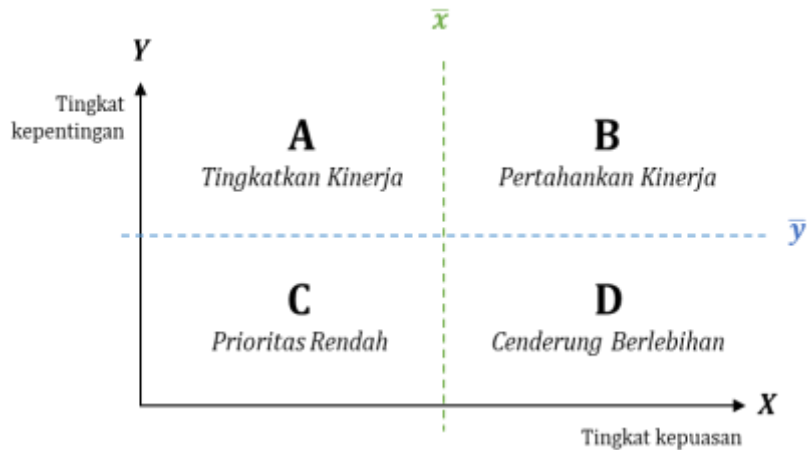 x̅
Y
Tingkat
kepentingan
A
Tingkatkan Kinerja
B
Pertahankan Kinerja
y̅
C
Prioritas Rendah
D
Cenderung Berlebihan
X
Tingkat kepuasan